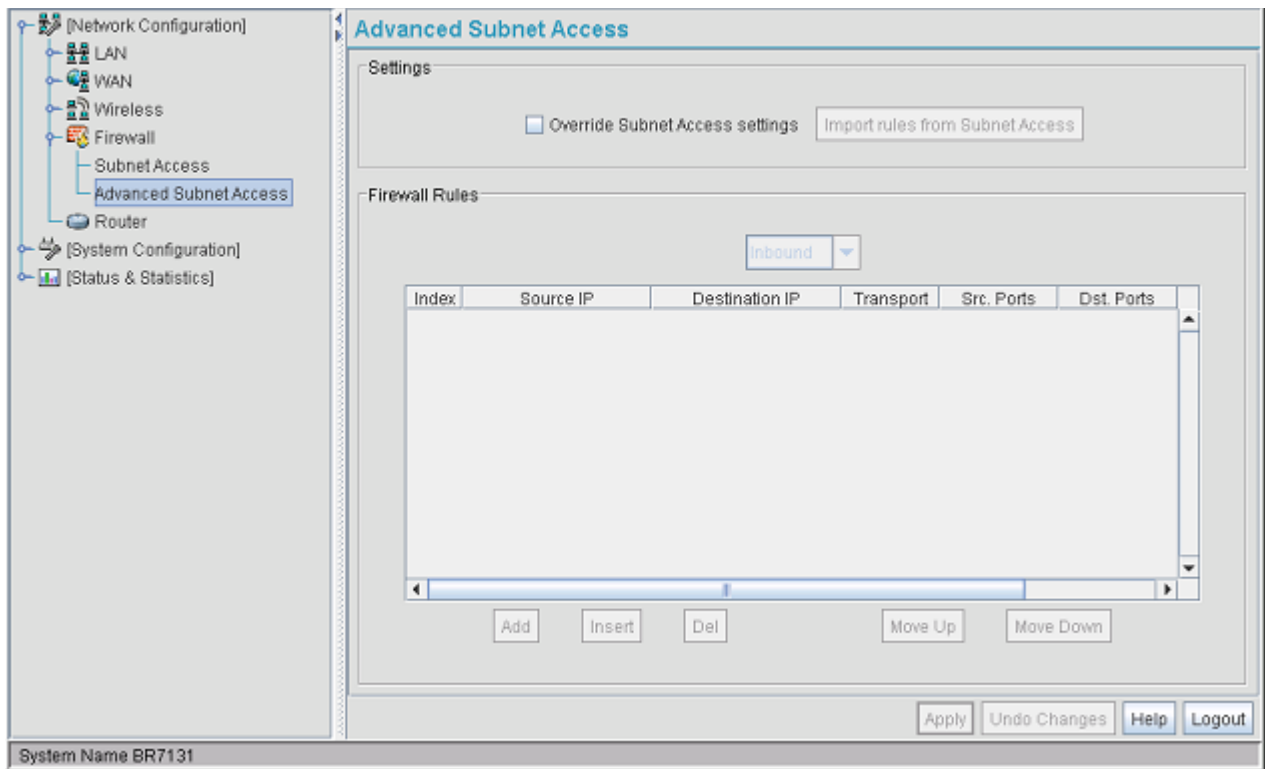 [Network Configuration]
LAN
WAN
Wireless
Firewall
Subnet Access
Advanced Subnet Access
Router
[System Configuration]
[Status & Statistics]
Advanced Subnet Access
Settings
Override Subnet Access settings
Import rules from Subnet Access
Firewall Rules
Inbound
Index Source IP Destination IP Transport Src. Ports Dst. Ports
Add Insert Del Move Up Move Down
Apply Undo Changes Help Logout
System Name BR7131